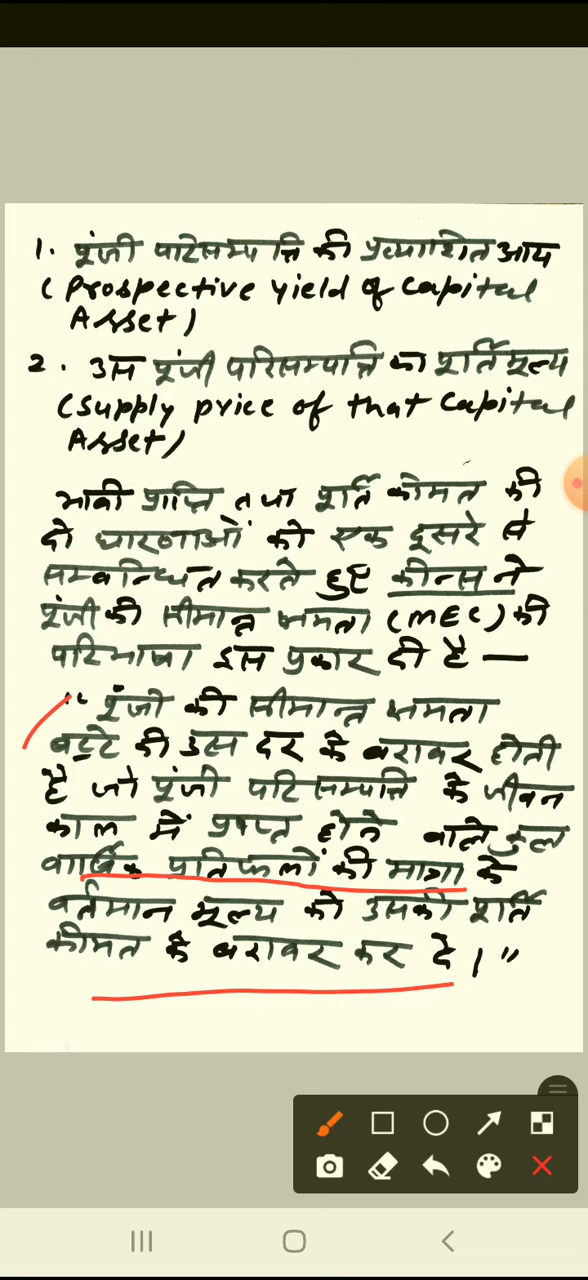 1. पूंजी परिसम्पत्ति की प्रत्याशित आय
(Prospective yield of Capital
Asset)
2. उस पूंजी परिसम्पत्ति का पूर्ति मूल्य
(Supply price of that Capital
Asset)
भावी प्राप्ति तथा पूर्ति कीमत की
दो धारणाओं को एक दूसरे से
सम्बन्धित करते हुए कीन्स ने
पूंजी की सीमान्त क्षमता (MEC) की
परिभाषा इस प्रकार दी है —
"पूंजी की सीमान्त क्षमता
बट्टे की उस दर के बराबर होती
है जो पूंजी परिसम्पत्ति के जीवन
काल में प्राप्त होने वाले कुल
वार्षिक प्रतिफलों की मात्रा के
वर्तमान मूल्य को उसकी पूर्ति
कीमत के बराबर कर दे।"